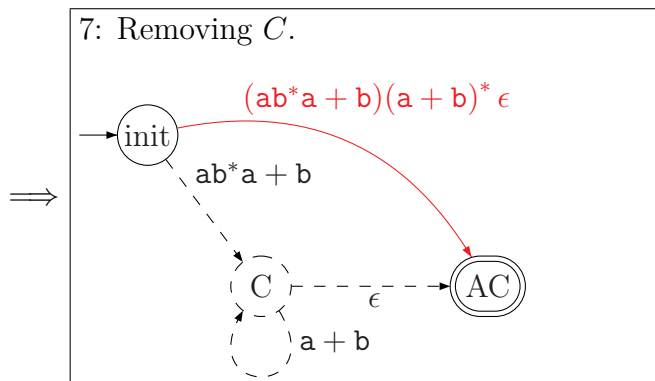 7: Removing C.
(ab*a + b)(a + b)* ϵ
init
ab*a + b
⟹
C
ϵ
AC
a + b